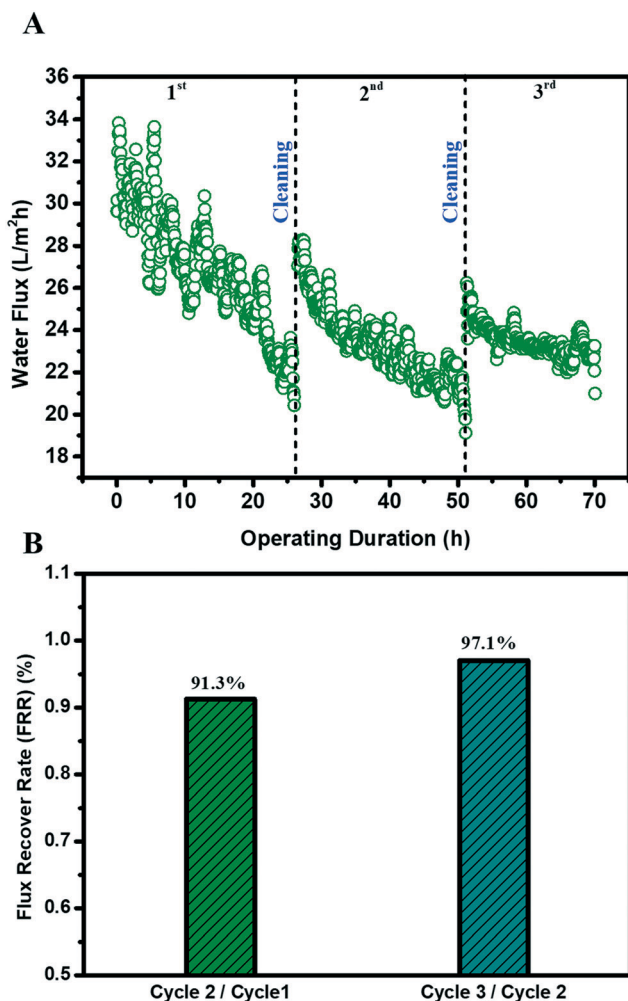 A
1st
2nd
3rd
36
34
32
30
28
26
24
22
20
18
Water Flux (L/m²h)
Cleaning
Cleaning
0
10
20
30
40
50
60
70
Operating Duration (h)
B
1.1
1.0
0.9
0.8
0.7
0.6
0.5
Flux Recover Rate (FRR) (%)
91.3%
97.1%
Cycle 2 / Cycle1
Cycle 3 / Cycle 2